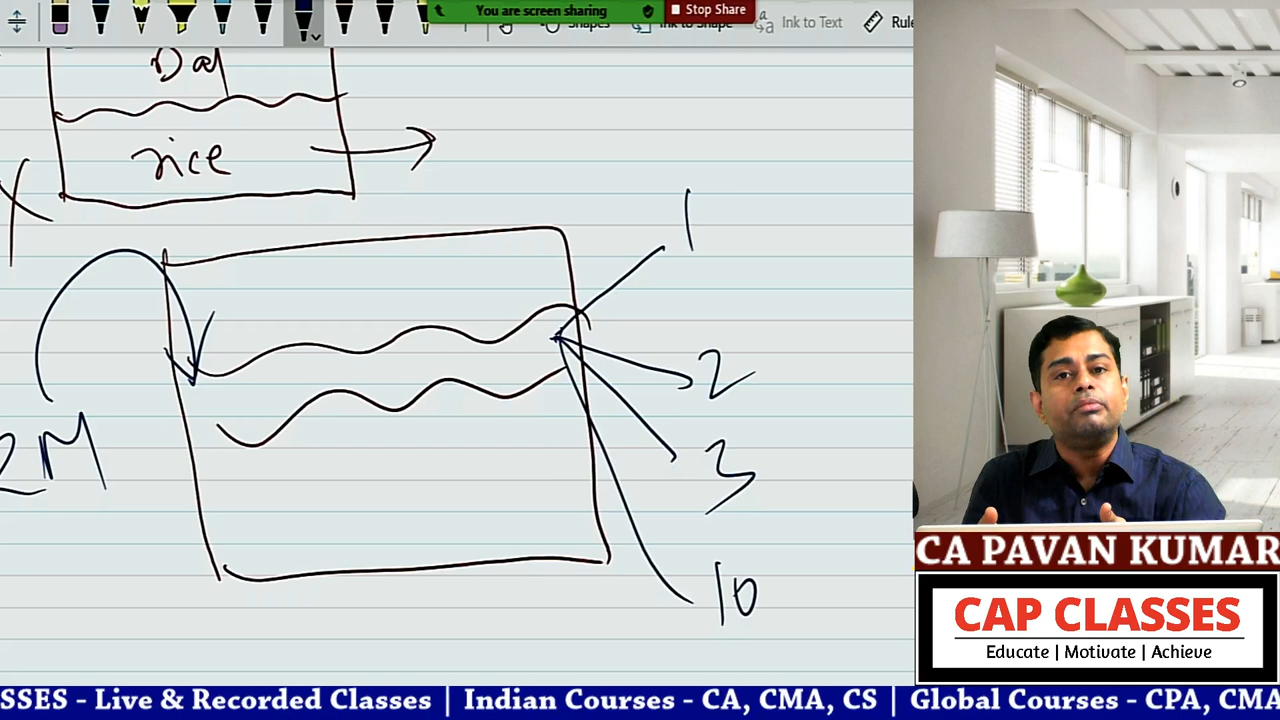 You are screen sharing
Stop Share
Shapes
Ink to Shape
Ink to Text
Rule
Dal
rice
1
2
3
10
2M
CA PAVAN KUMAR
CAP CLASSES
Educate | Motivate | Achieve
SSES - Live & Recorded Classes | Indian Courses - CA, CMA, CS | Global Courses - CPA, CMA